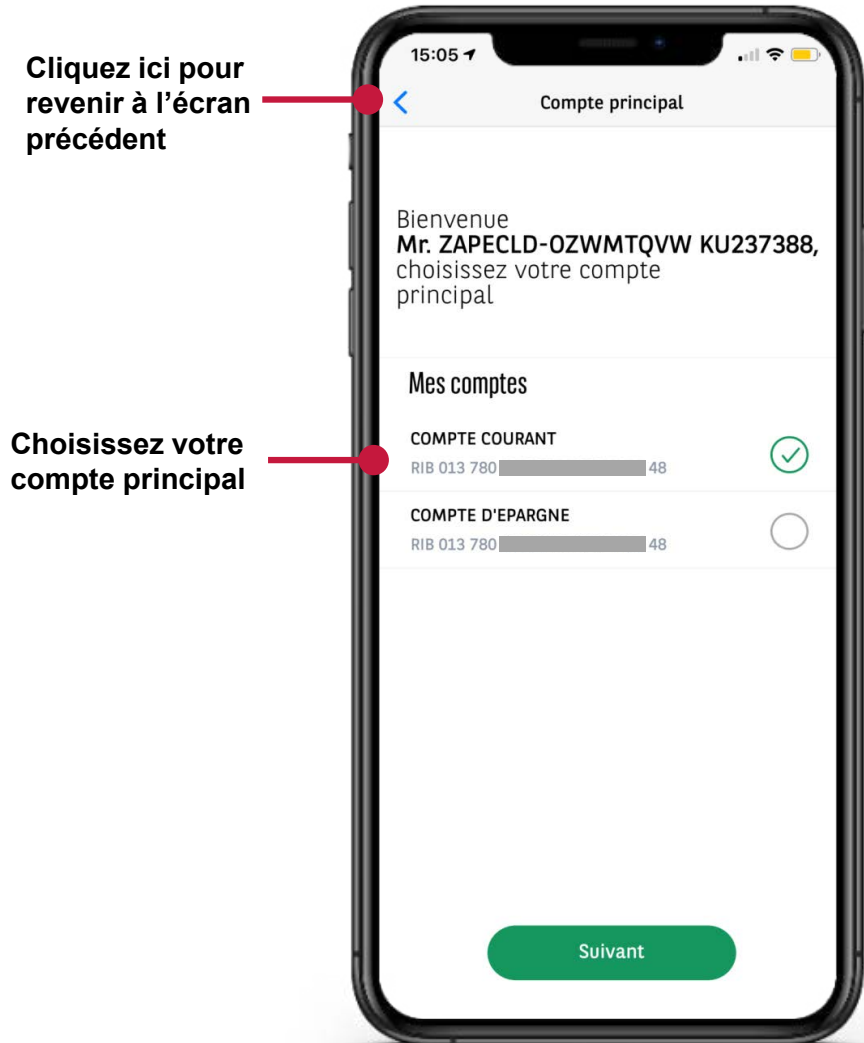 Cliquez ici pour
revenir à l’écran
précédent
15:05
Compte principal
Bienvenue
Mr. ZAPECLD-OZWMTQVW KU237388,
choisissez votre compte
principal
Mes comptes
Choisissez votre
compte principal
COMPTE COURANT
RIB 013 780 48
COMPTE D'EPARGNE
RIB 013 780 48
Suivant